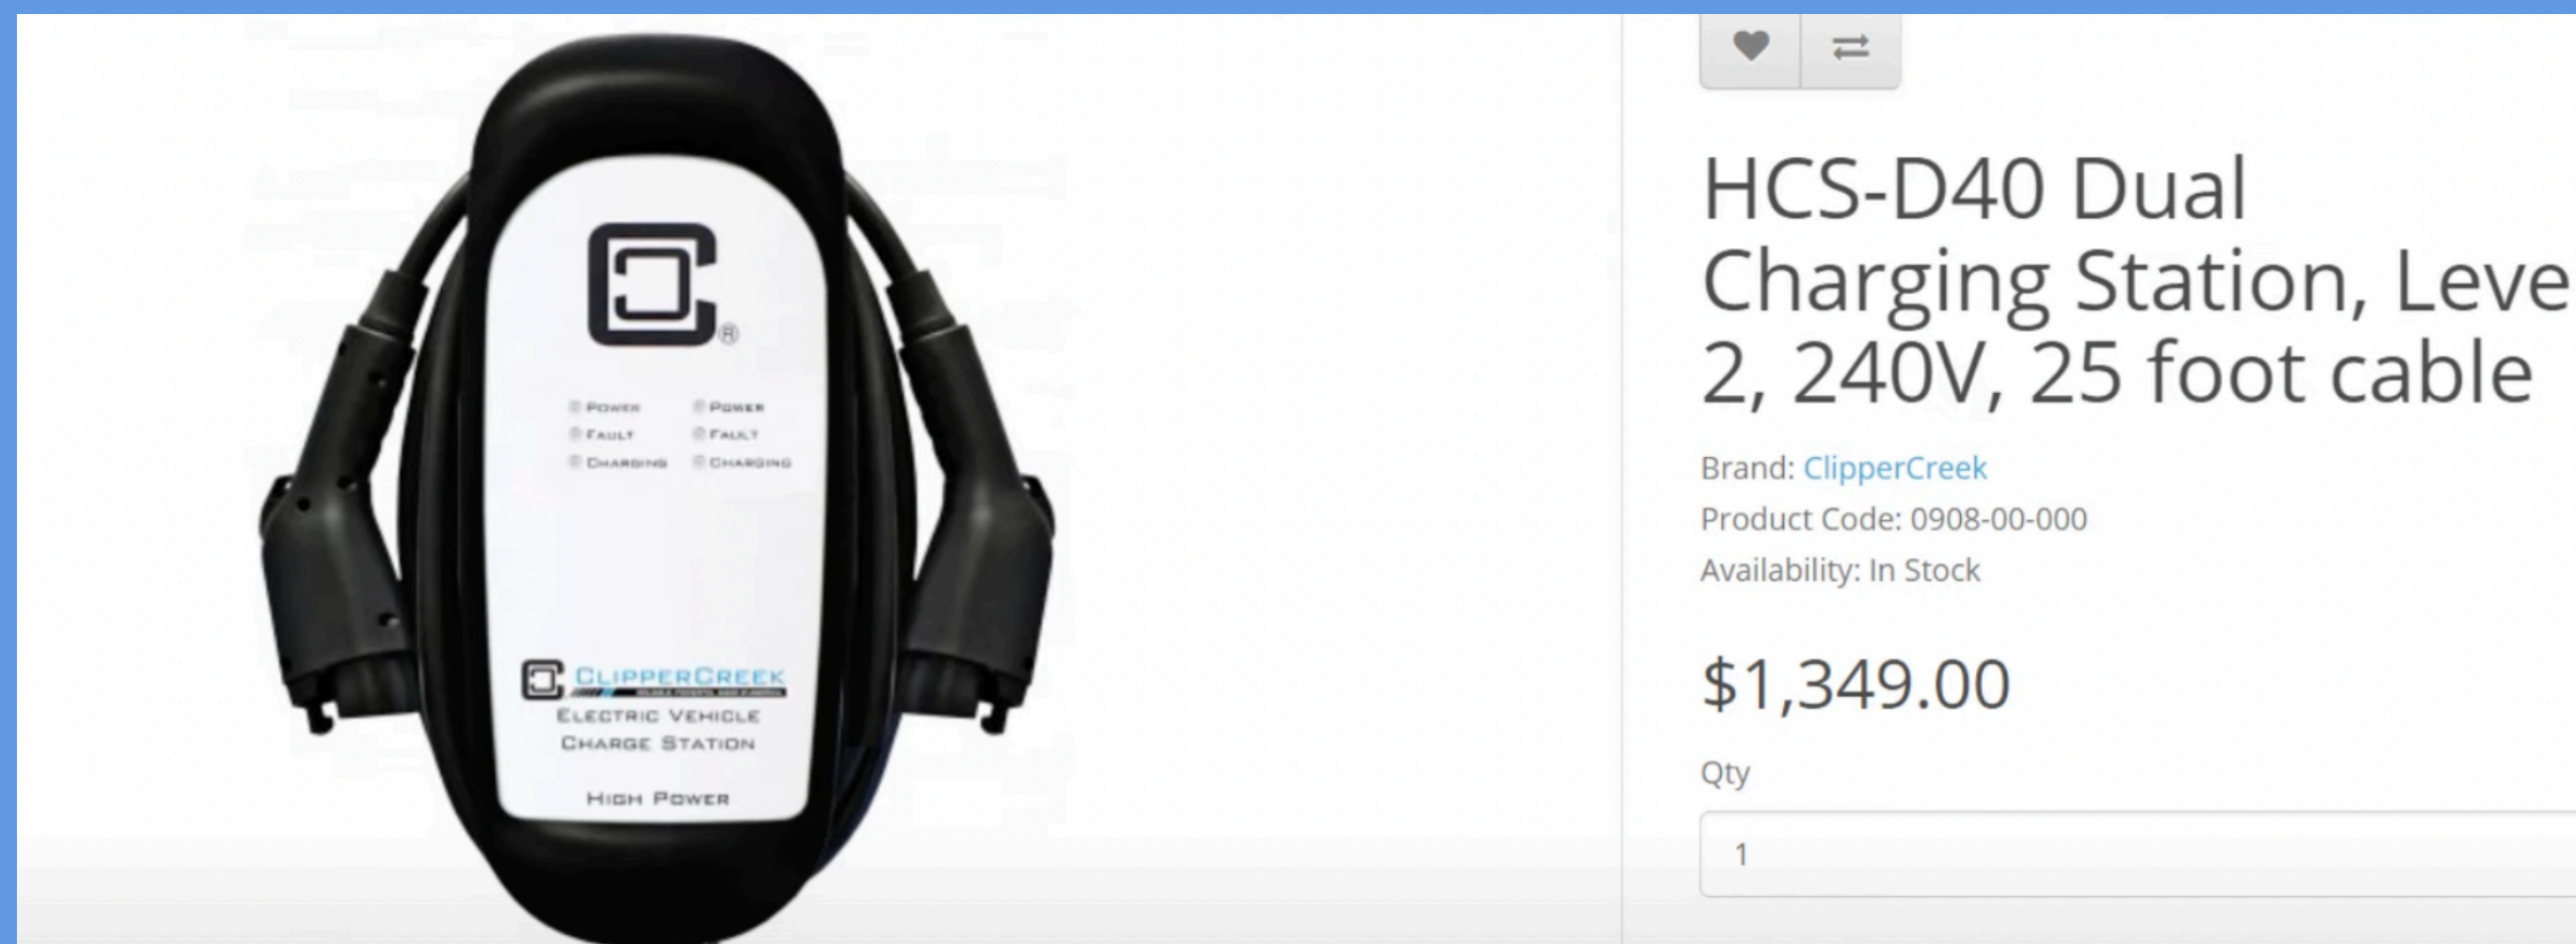 ®
POWER POWER
FAULT FAULT
CHARGING CHARGING
CLIPPERCREEK
ELECTRIC VEHICLE
CHARGE STATION
HIGH POWER
HCS-D40 Dual
Charging Station, Leve
2, 240V, 25 foot cable
Brand: ClipperCreek
Product Code: 0908-00-000
Availability: In Stock
$1,349.00
Qty
1